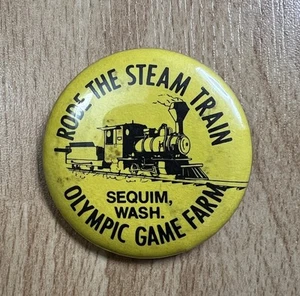 I RODE THE STEAM TRAIN
SEQUIM,
WASH.
OLYMPIC GAME FARM